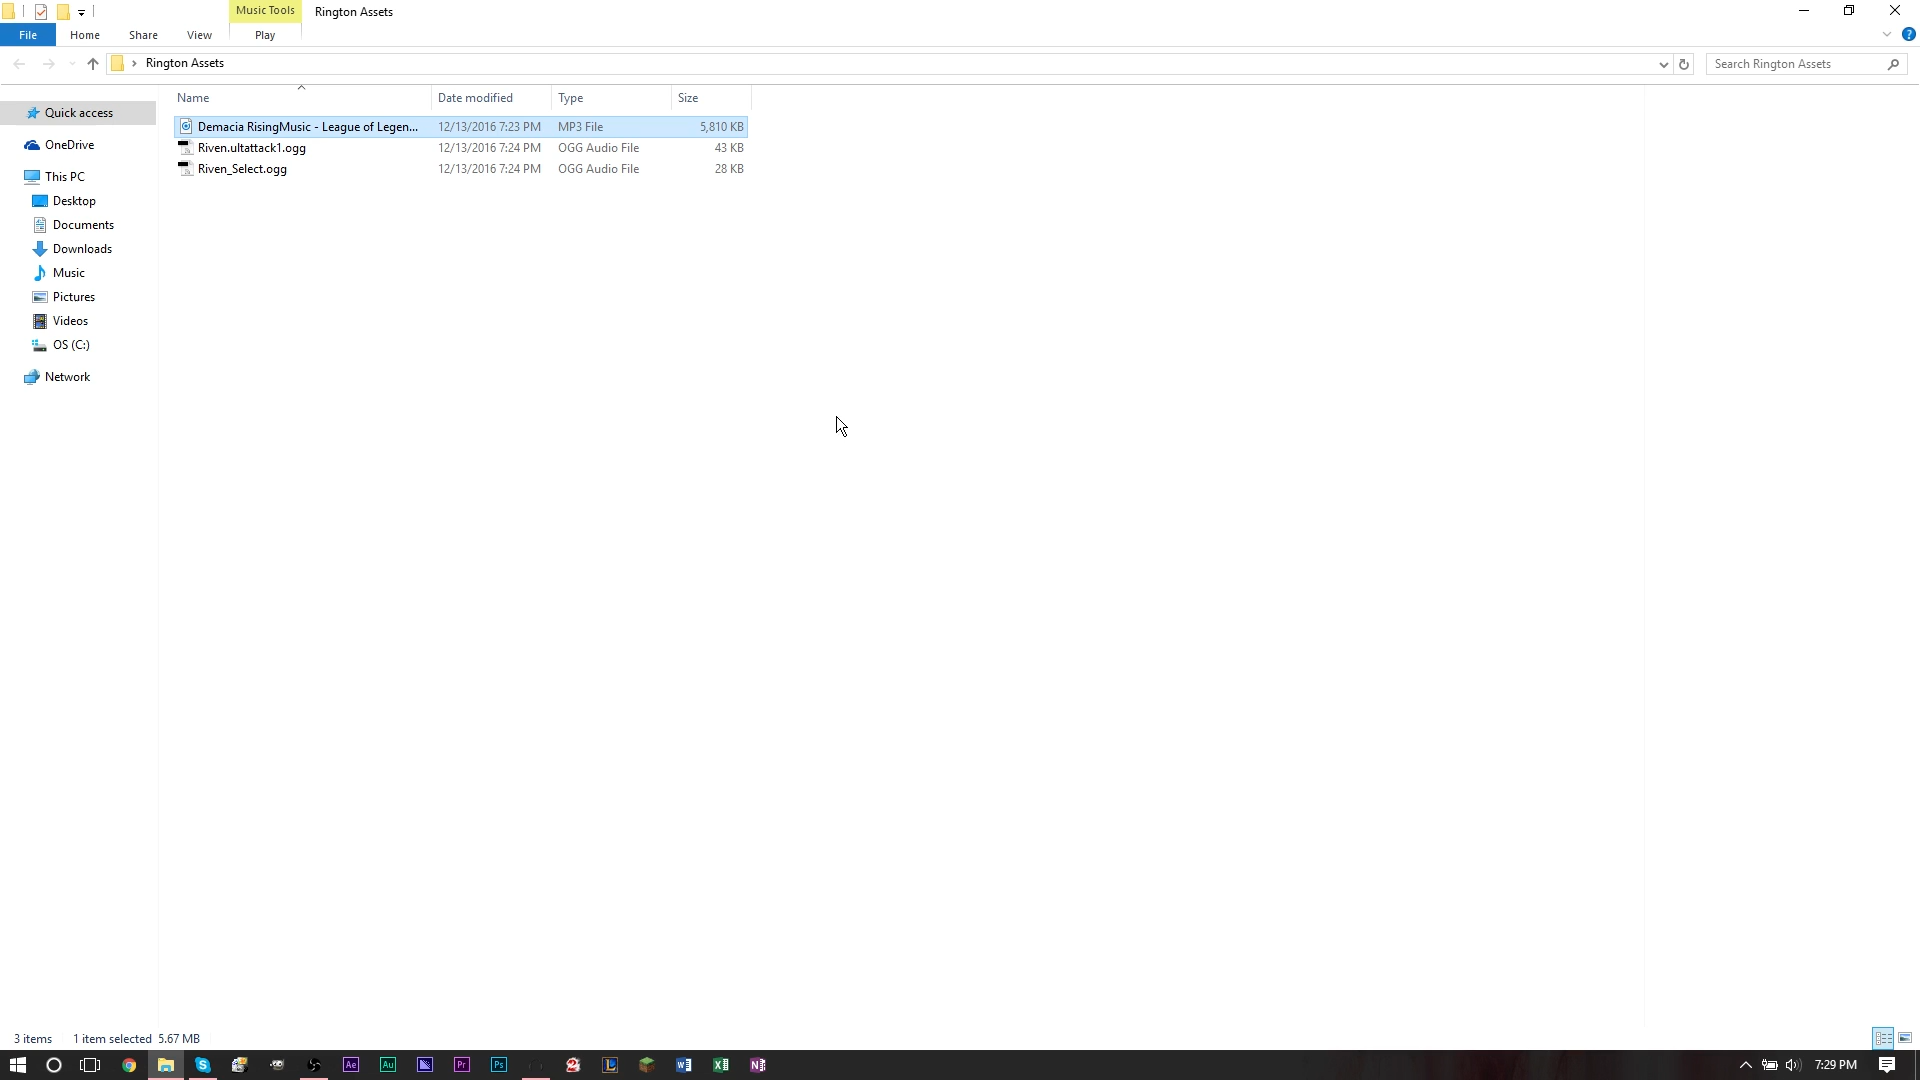 Music Tools Rington Assets
File Home Share View Play
Rington Assets Search Rington Assets
Name Date modified Type Size
Quick access
OneDrive
This PC
Desktop
Documents
Downloads
Music
Pictures
Videos
OS (C:)
Network
Demacia RisingMusic - League of Legen... 12/13/2016 7:23 PM MP3 File 5,810 KB
Riven.ultattack1.ogg 12/13/2016 7:24 PM OGG Audio File 43 KB
Riven_Select.ogg 12/13/2016 7:24 PM OGG Audio File 28 KB
3 items 1 item selected 5.67 MB
Ae Au Pr Ps 7:29 PM